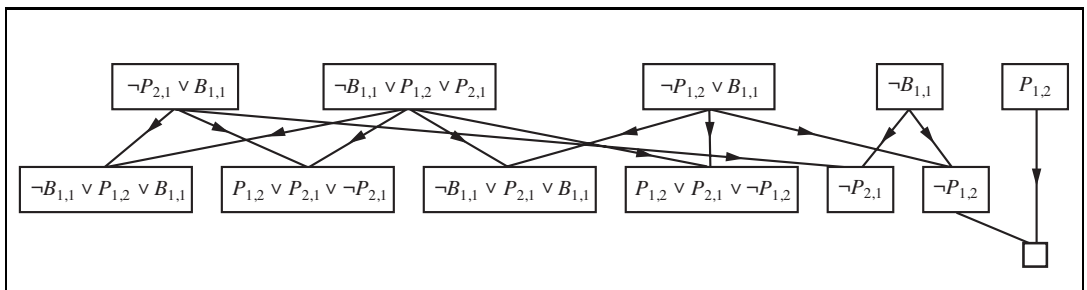 ¬P₂,₁ ∨ B₁,₁ ¬B₁,₁ ∨ P₁,₂ ∨ P₂,₁ ¬P₁,₂ ∨ B₁,₁ ¬B₁,₁ P₁,₂
¬B₁,₁ ∨ P₁,₂ ∨ B₁,₁ P₁,₂ ∨ P₂,₁ ∨ ¬P₂,₁ ¬B₁,₁ ∨ P₂,₁ ∨ B₁,₁ P₁,₂ ∨ P₂,₁ ∨ ¬P₁,₂ ¬P₂,₁ ¬P₁,₂